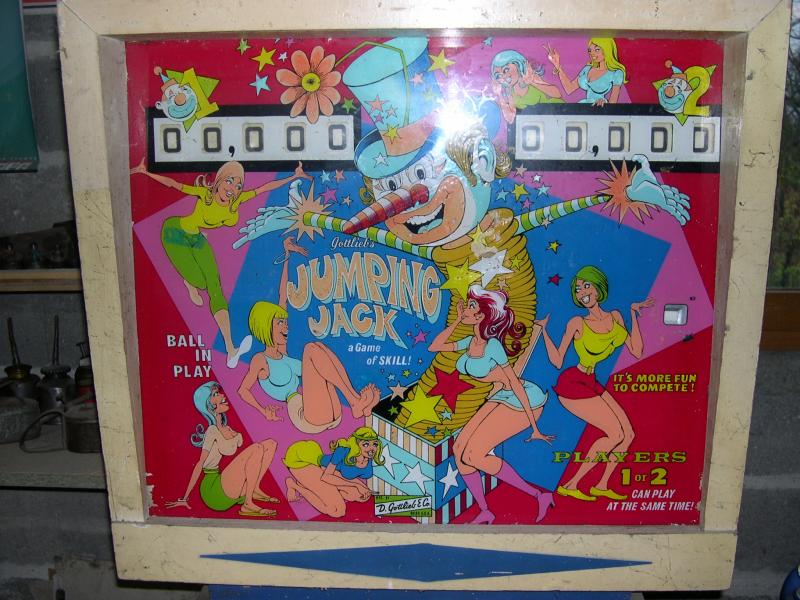 1
2
00,000
00,000
Gottlieb's
JUMPING
JACK
a Game
of SKILL!
BALL
IN
PLAY
IT'S MORE FUN
TO COMPETE!
PLAYERS
1 or 2
CAN PLAY
AT THE SAME TIME!
D. Gottlieb & Co.